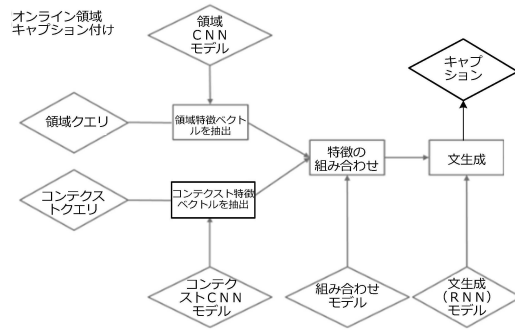 オンライン領域
キャプション付け
領域
ＣＮＮ
モデル
キャプ
ション
領域クエリ
領域特徴ベクト
ルを抽出
特徴の
組み合わせ
文生成
コンテクス
トクエリ
コンテクスト特徴
ベクトルを抽出
コンテク
ストＣＮＮ
モデル
組み合わせ
モデル
文生成
（ＲＮＮ）
モデル